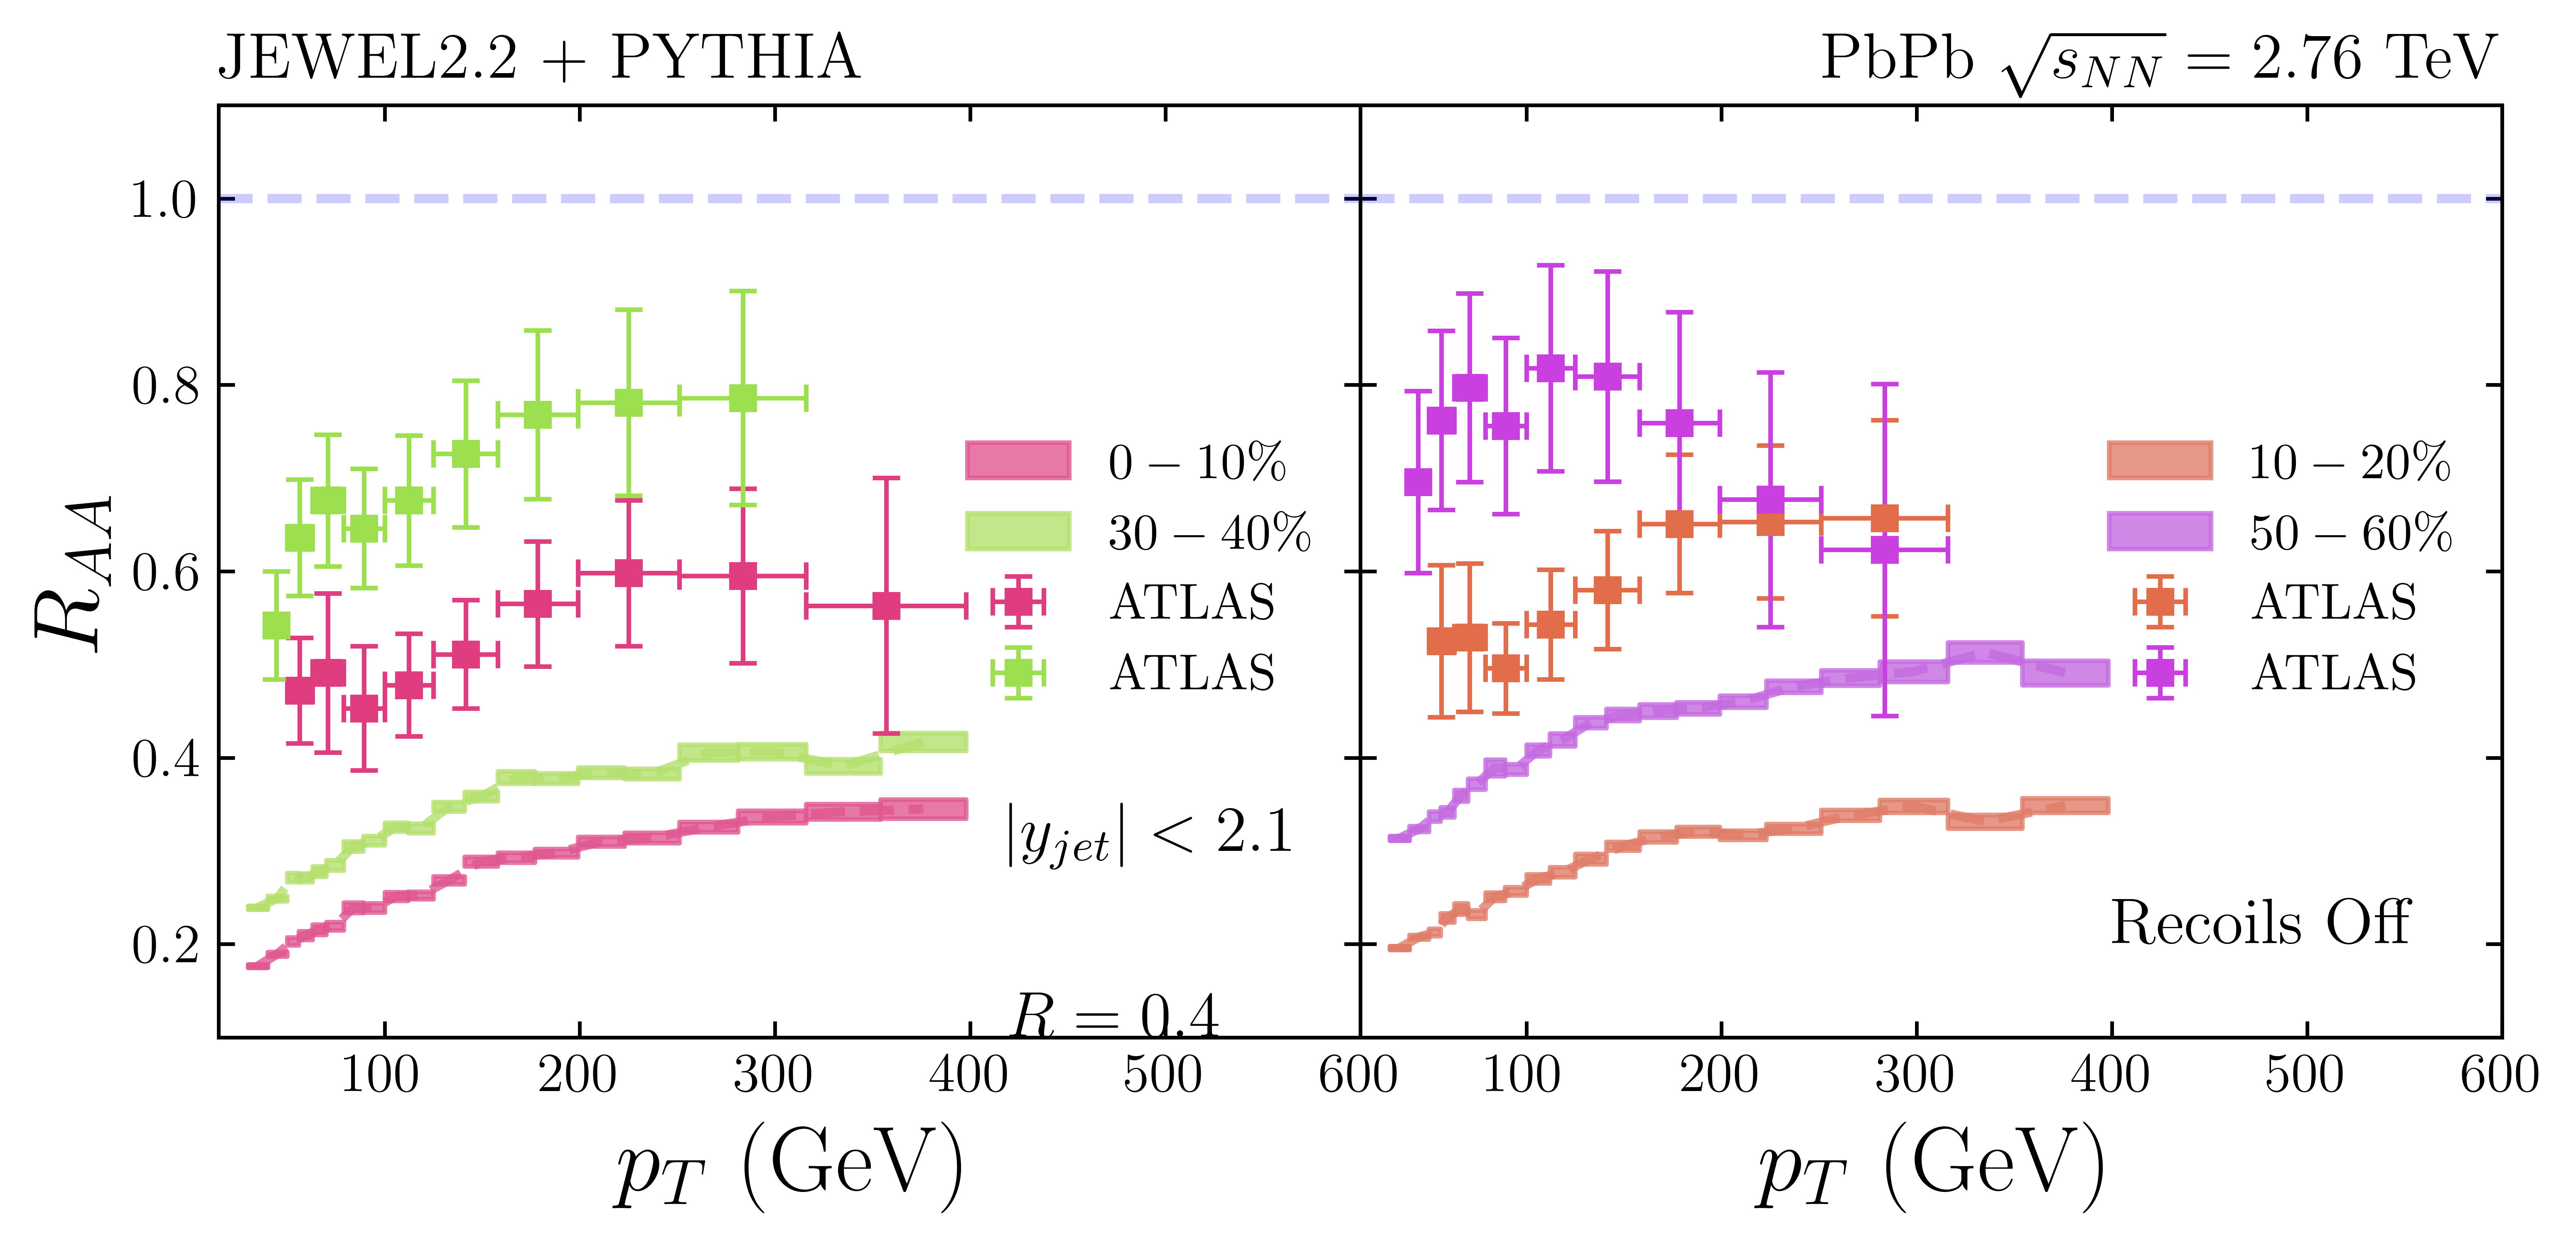 JEWEL2.2 + PYTHIA
PbPb √s_NN = 2.76 TeV
R_AA
1.0
0.8
0.6
0.4
0.2
0 − 10%
30 − 40%
ATLAS
ATLAS
|y_jet| < 2.1
R = 0.4
10 − 20%
50 − 60%
ATLAS
ATLAS
Recoils Off
100 200 300 400 500 600 100 200 300 400 500 600
p_T (GeV) p_T (GeV)